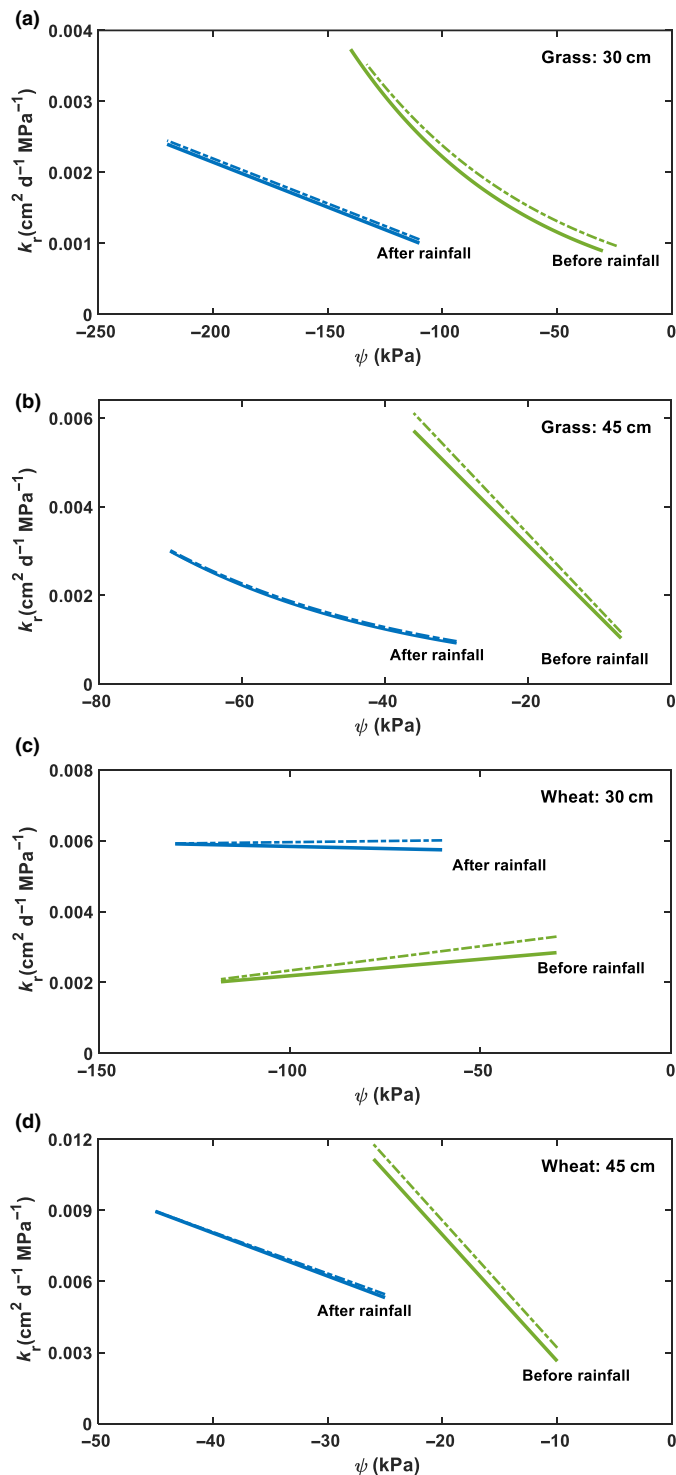 (a)
0.004
0.003
0.002
0.001
0
kr(cm² d⁻¹ MPa⁻¹)
Grass: 30 cm
After rainfall
Before rainfall
−250 −200 −150 −100 −50 0
ψ (kPa)
(b)
0.006
0.004
0.002
0
kr(cm² d⁻¹ MPa⁻¹)
Grass: 45 cm
After rainfall
Before rainfall
−80 −60 −40 −20 0
ψ (kPa)
(c)
0.008
0.006
0.004
0.002
0
kr(cm² d⁻¹ MPa⁻¹)
Wheat: 30 cm
After rainfall
Before rainfall
−150 −100 −50 0
ψ (kPa)
(d)
0.012
0.009
0.006
0.003
0
kr(cm² d⁻¹ MPa⁻¹)
Wheat: 45 cm
After rainfall
Before rainfall
−50 −40 −30 −20 −10 0
ψ (kPa)